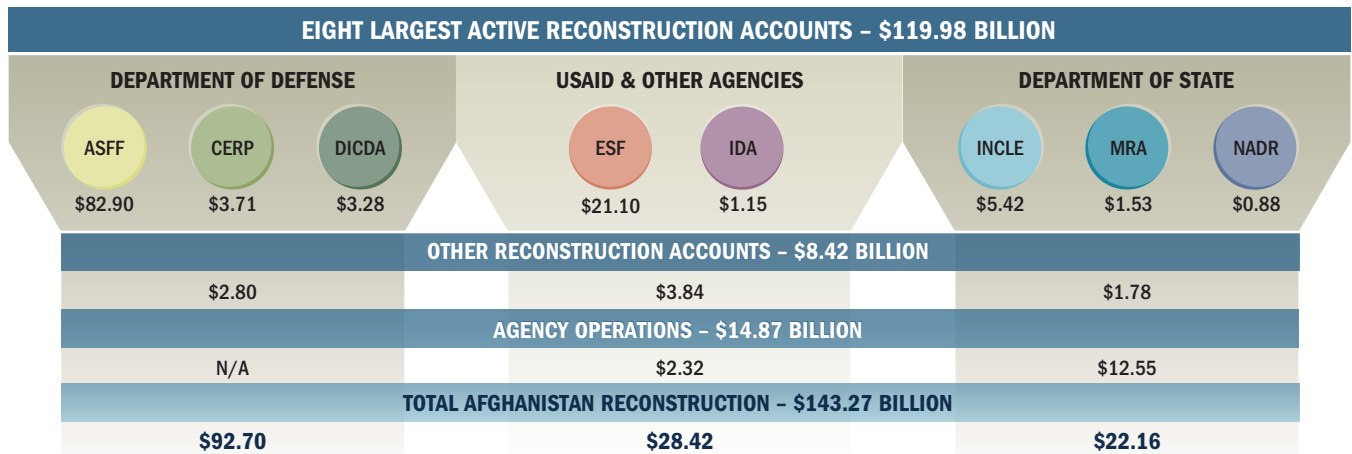 EIGHT LARGEST ACTIVE RECONSTRUCTION ACCOUNTS – $119.98 BILLION
DEPARTMENT OF DEFENSE
USAID & OTHER AGENCIES
DEPARTMENT OF STATE
ASFF CERP DICDA ESF IDA INCLE MRA NADR
$82.90 $3.71 $3.28 $21.10 $1.15 $5.42 $1.53 $0.88
OTHER RECONSTRUCTION ACCOUNTS – $8.42 BILLION
$2.80 $3.84 $1.78
AGENCY OPERATIONS – $14.87 BILLION
N/A $2.32 $12.55
TOTAL AFGHANISTAN RECONSTRUCTION – $143.27 BILLION
$92.70 $28.42 $22.16